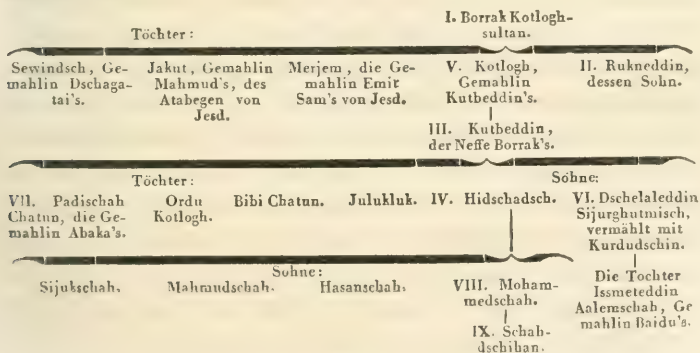 I. Borrak Kotlogh-
sultan.
Töchter:
Sewindsch, Ge-
mahlin Dschaga-
tai's.
Jakut, Gemahlin
Mahmud's, des
Atabegen von
Jesd.
Merjem, die Ge-
mahlin Emir
Sam's von Jesd.
V. Kotlogh,
Gemahlin
Kutbeddin's.
II. Rukneddin,
dessen Sohn.
III. Kutbeddin,
der Neffe Borrak's.
Töchter:
Söhne:
VII. Padischah
Chatun, die Ge-
mahlin Abaka's.
Ordu
Kotlogh.
Bibi Chatun.
Julukluk.
IV. Hidschadsch.
VI. Dschelaleddin
Sijurghutmisch,
vermählt mit
Kurdudschin.
Die Tochter
Issmeteddin
Aalemschah, Ge
mahlin Baidu's.
Sohne:
Sijukschah.
Mahmudschah.
Hasanschah.
VIII. Moham-
medschah.
IX. Schah-
dschihan.